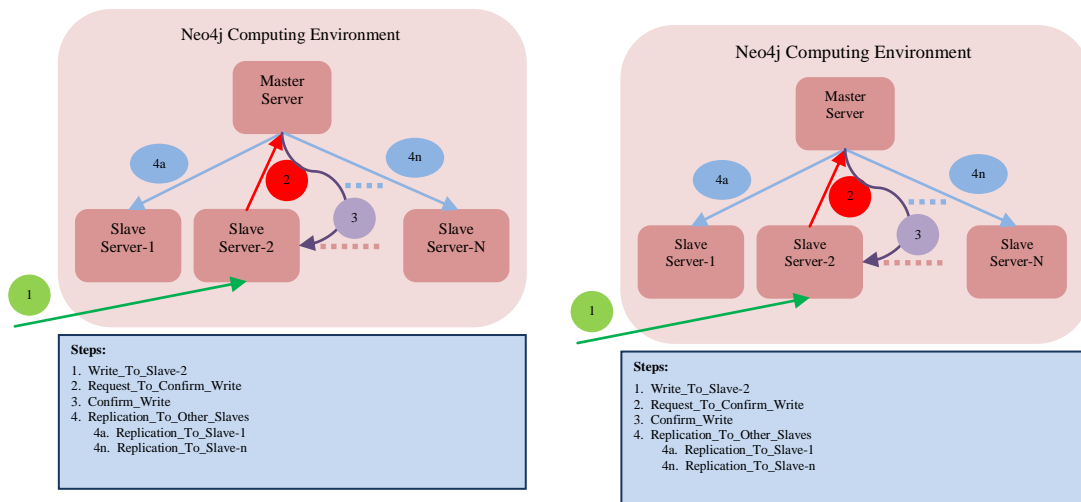 Neo4j Computing Environment
Master
Server
4a
2
4n
3
Slave
Server-1
Slave
Server-2
Slave
Server-N
1
Steps:
1. Write_To_Slave-2
2. Request_To_Confirm_Write
3. Confirm_Write
4. Replication_To_Other_Slaves
4a. Replication_To_Slave-1
4n. Replication_To_Slave-n
Neo4j Computing Environment
Master
Server
4a
2
4n
3
Slave
Server-1
Slave
Server-2
Slave
Server-N
1
Steps:
1. Write_To_Slave-2
2. Request_To_Confirm_Write
3. Confirm_Write
4. Replication_To_Other_Slaves
4a. Replication_To_Slave-1
4n. Replication_To_Slave-n